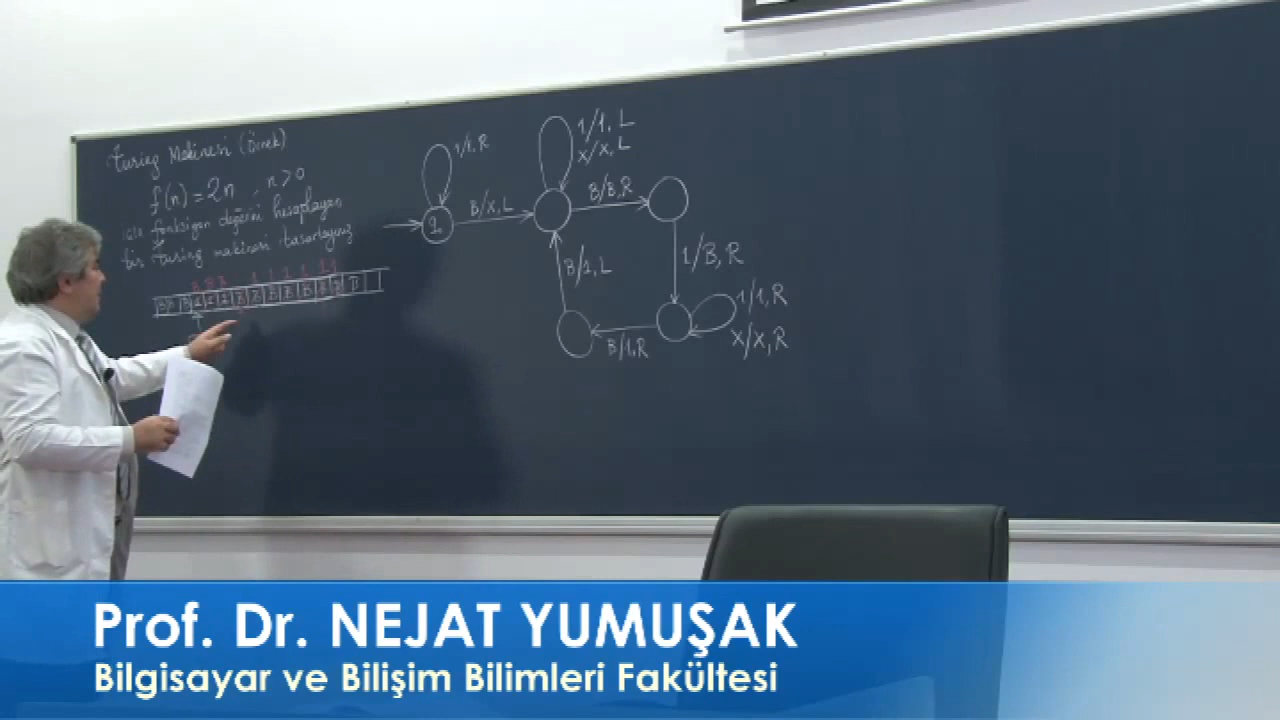 Turing Makinesi (Örnek)
f(n) = 2n , n > 0
için fonksiyon değerini hesaplayan
bir turing makinesi tasarlayınız
1/1, R
q₀
B/X, L
1/1, L
X/X, L
B/B, R
1/B, R
1/1, R
X/X, R
B/1, R
B/1, L
Prof. Dr. NEJAT YUMUŞAK
Bilgisayar ve Bilişim Bilimleri Fakültesi